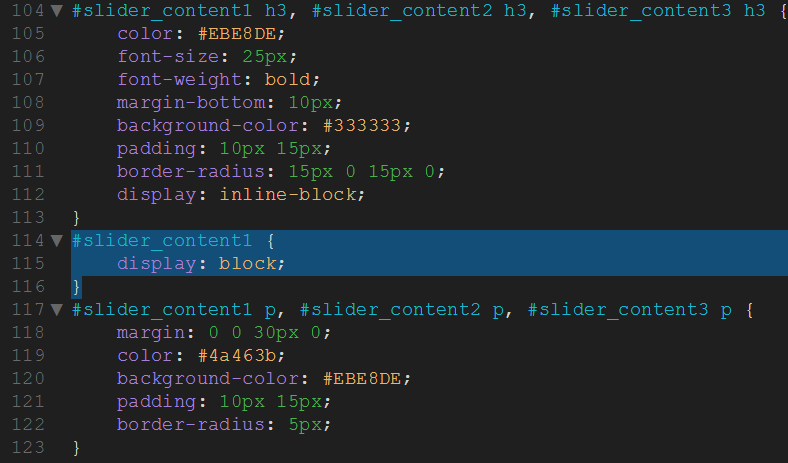 104 #slider_content1 h3, #slider_content2 h3, #slider_content3 h3 {
105 color: #EBE8DE;
106 font-size: 25px;
107 font-weight: bold;
108 margin-bottom: 10px;
109 background-color: #333333;
110 padding: 10px 15px;
111 border-radius: 15px 0 15px 0;
112 display: inline-block;
113 }
114 #slider_content1 {
115 display: block;
116 }
117 #slider_content1 p, #slider_content2 p, #slider_content3 p {
118 margin: 0 0 30px 0;
119 color: #4a463b;
120 background-color: #EBE8DE;
121 padding: 10px 15px;
122 border-radius: 5px;
123 }